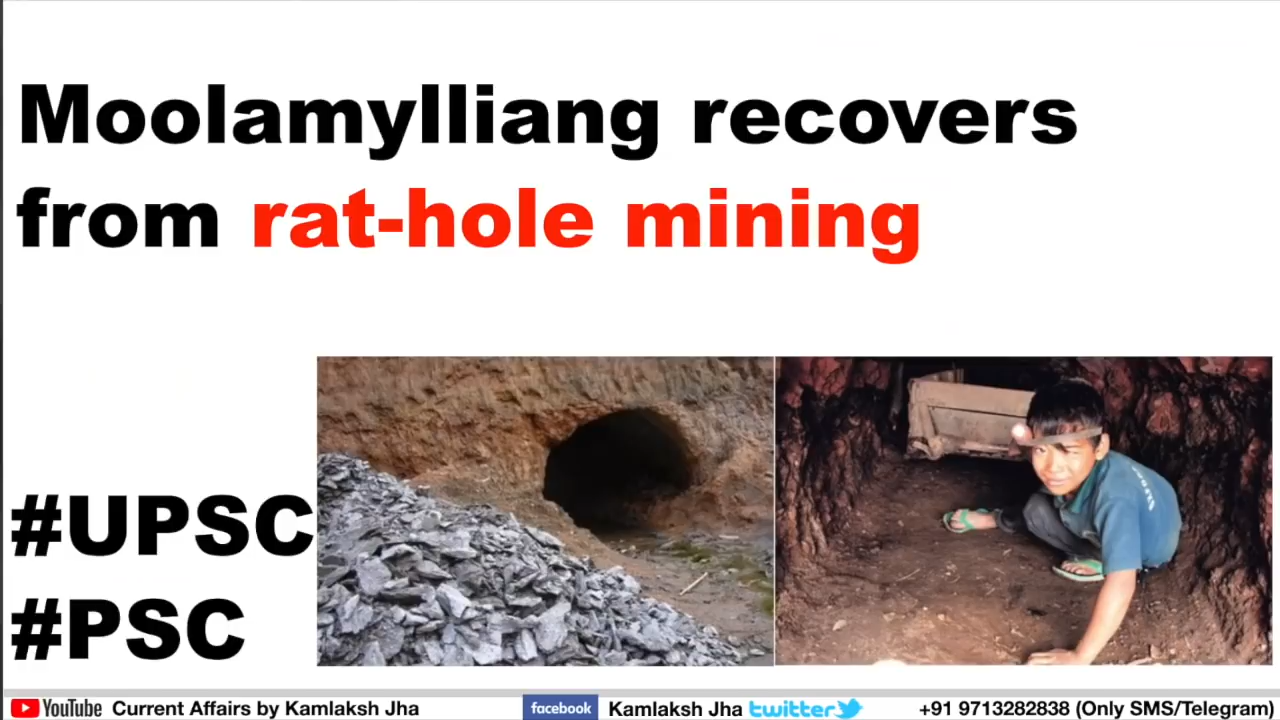 Moolamylliang recovers
from rat-hole mining
#UPSC
#PSC
YouTube Current Affairs by Kamlaksh Jha facebook Kamlaksh Jha twitter +91 9713282838 (Only SMS/Telegram)